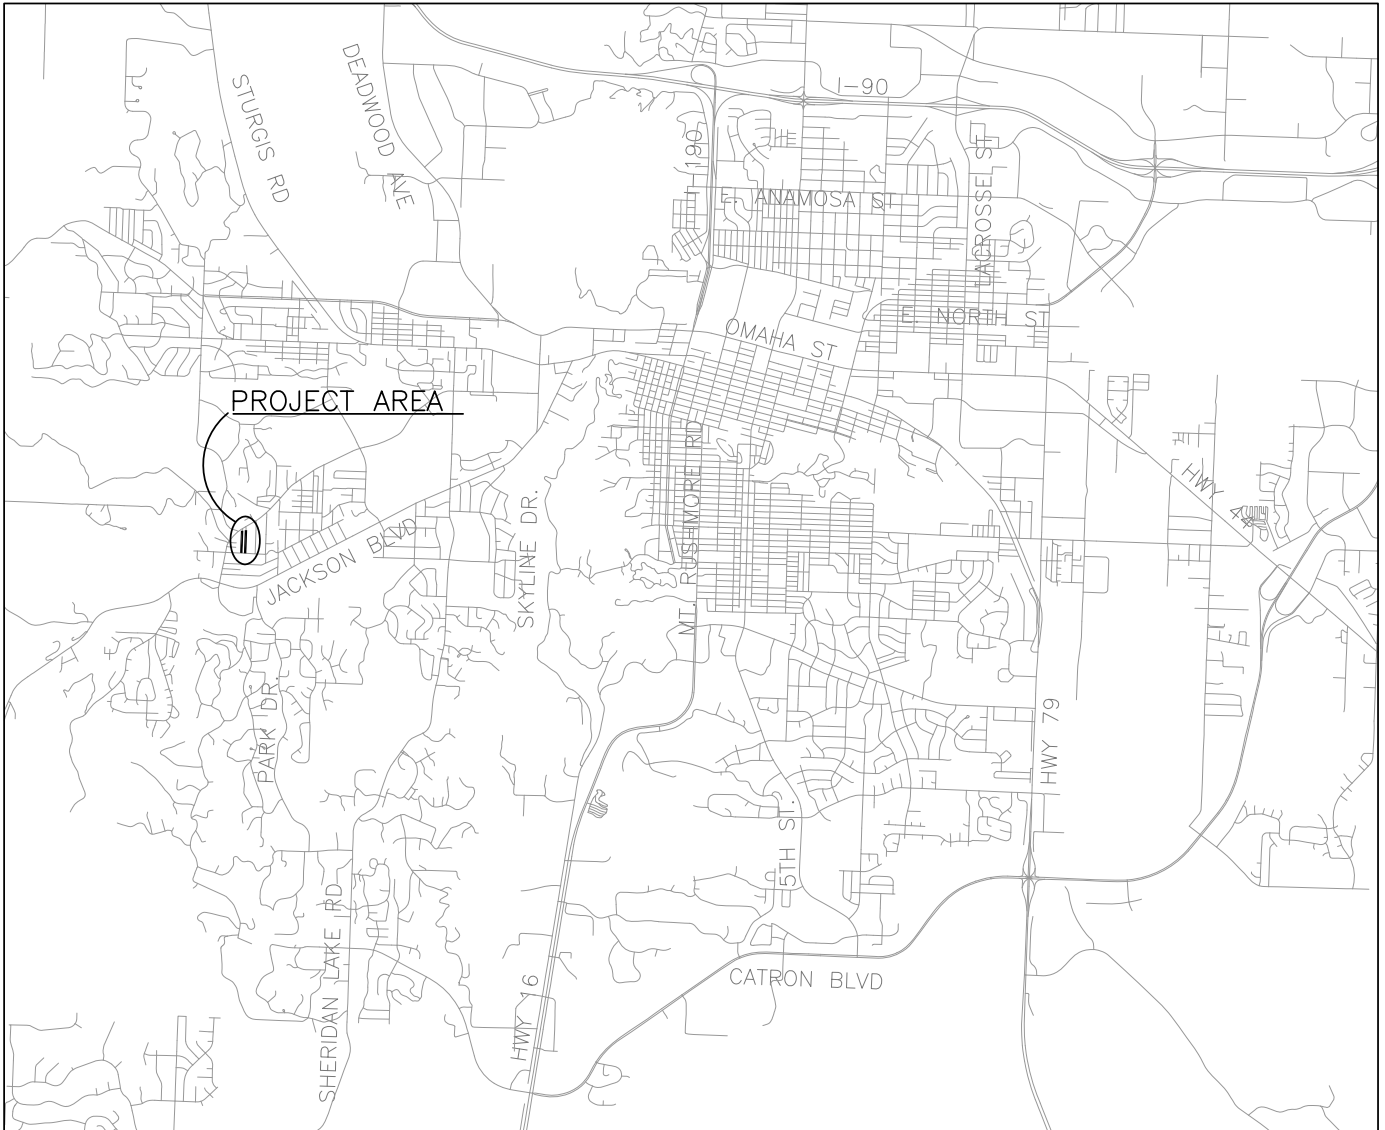 DEADWOOD AVE
STURGIS RD
I-90
I-190
LACROSSE ST
E. ANAMOSA ST
E. NORTH ST
OMAHA ST
PROJECT AREA
MT. RUSHMORE RD
HWY 44
SKYLINE DR.
JACKSON BLVD
PARK DR.
HWY 79
5TH ST.
SHERIDAN LAKE RD
HWY 16
CATRON BLVD